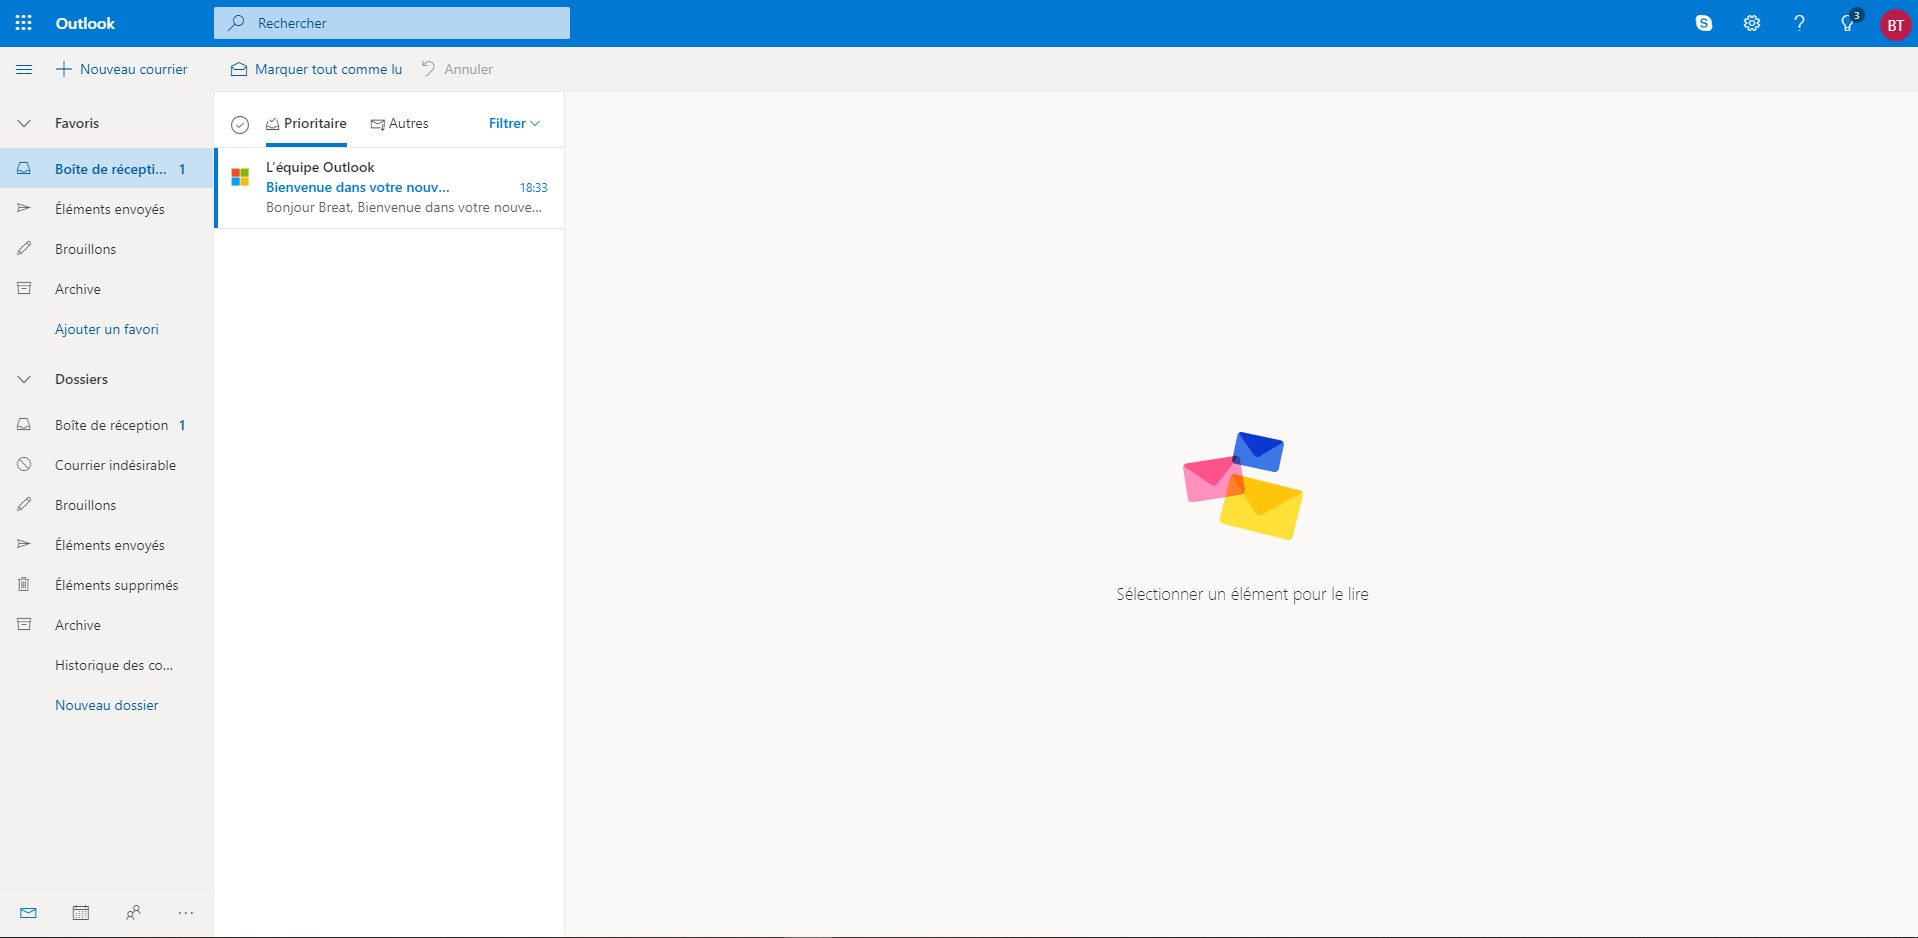 Outlook
Rechercher
3
BT
Nouveau courrier
Marquer tout comme lu
Annuler
Favoris
Boîte de récepti... 1
Éléments envoyés
Brouillons
Archive
Ajouter un favori
Dossiers
Boîte de réception 1
Courrier indésirable
Brouillons
Éléments envoyés
Éléments supprimés
Archive
Historique des co...
Nouveau dossier
Prioritaire
Autres
Filtrer
L'équipe Outlook
Bienvenue dans votre nouv... 18:33
Bonjour Breat, Bienvenue dans votre nouve...
Sélectionner un élément pour le lire